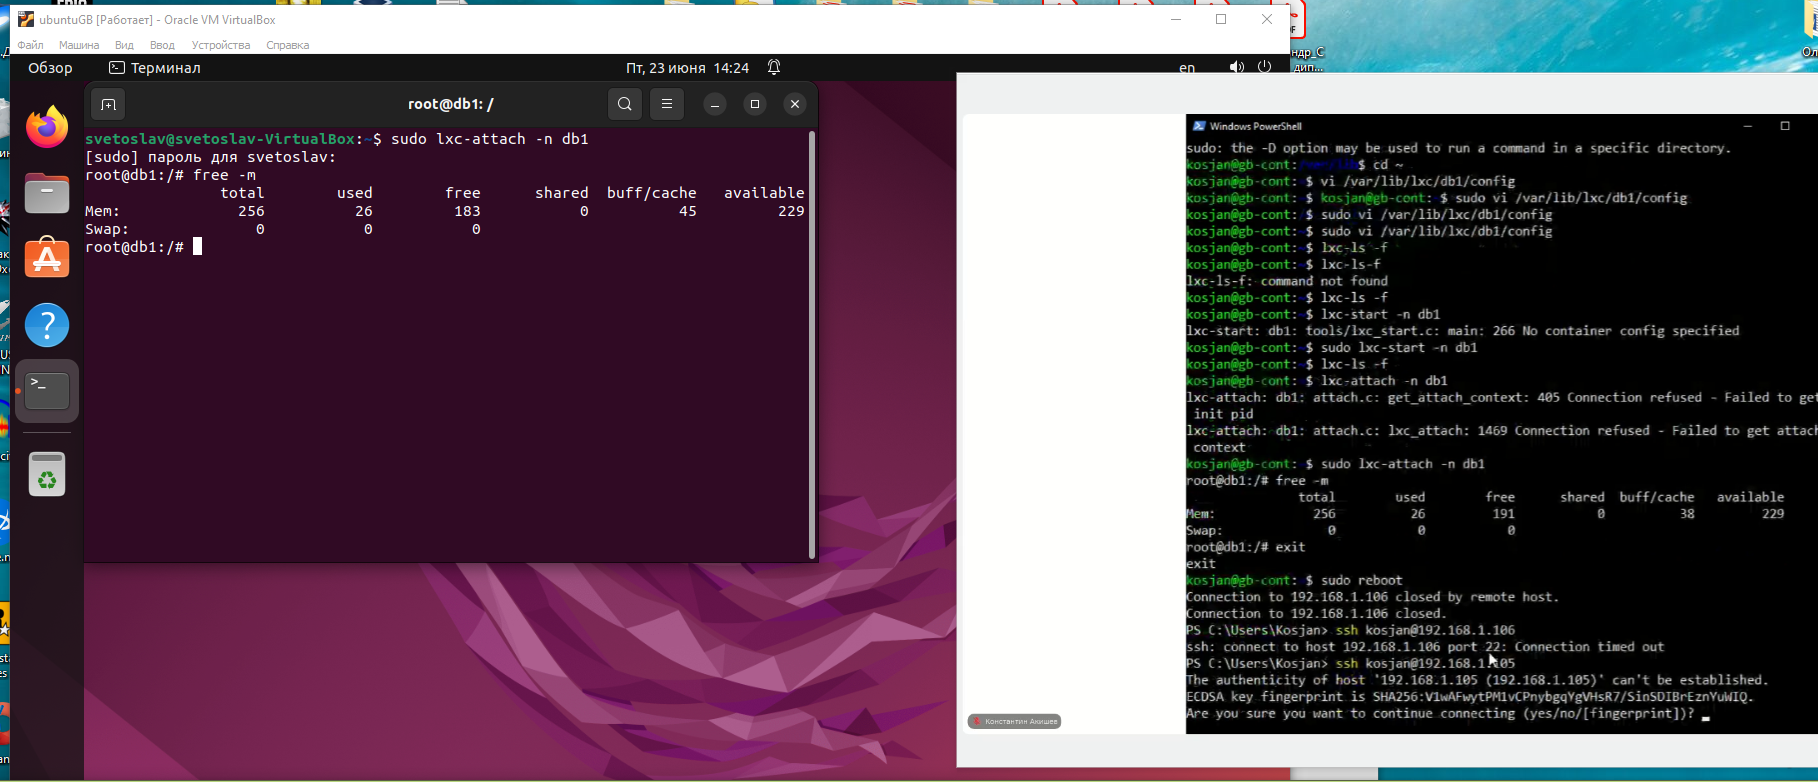 ubuntuGB [Работает] - Oracle VM VirtualBox
Файл Машина Вид Ввод Устройства Справка
Обзор Терминал Пт, 23 июня 14:24 en
root@db1: /
svetoslav@svetoslav-VirtualBox:~$ sudo lxc-attach -n db1
[sudo] пароль для svetoslav:
root@db1:/# free -m
total used free shared buff/cache available
Mem: 256 26 183 0 45 229
Swap: 0 0 0
root@db1:/#
Windows PowerShell
sudo: the -D option may be used to run a command in a specific directory.
kosjan@gb-cont:/var/lib$ cd ~
kosjan@gb-cont:~$ vi /var/lib/lxc/db1/config
kosjan@gb-cont:~$ kosjan@gb-cont:~$ sudo vi /var/lib/lxc/db1/config
kosjan@gb-cont:~$ sudo vi /var/lib/lxc/db1/config
kosjan@gb-cont:~$ sudo vi /var/lib/lxc/db1/config
kosjan@gb-cont:~$ lxc-ls -f
kosjan@gb-cont:~$ lxc-ls-f
lxc-ls-f: command not found
kosjan@gb-cont:~$ lxc-ls -f
kosjan@gb-cont:~$ lxc-start -n db1
lxc-start: db1: tools/lxc_start.c: main: 266 No container config specified
kosjan@gb-cont:~$ sudo lxc-start -n db1
kosjan@gb-cont:~$ lxc-ls -f
kosjan@gb-cont:~$ lxc-attach -n db1
lxc-attach: db1: attach.c: get_attach_context: 405 Connection refused - Failed to get
init pid
lxc-attach: db1: attach.c: lxc_attach: 1469 Connection refused - Failed to get attach
context
kosjan@gb-cont:~$ sudo lxc-attach -n db1
root@db1:/# free -m
total used free shared buff/cache available
Mem: 256 26 191 0 38 229
Swap: 0 0 0
root@db1:/# exit
exit
kosjan@gb-cont:~$ sudo reboot
Connection to 192.168.1.106 closed by remote host.
Connection to 192.168.1.106 closed.
PS C:\Users\Kosjan> ssh kosjan@192.168.1.106
ssh: connect to host 192.168.1.106 port 22: Connection timed out
PS C:\Users\Kosjan> ssh kosjan@192.168.1.105
The authenticity of host '192.168.1.105 (192.168.1.105)' can't be established.
ECDSA key fingerprint is SHA256:V1wAFwytPM1vCPnybgqYgVHsR7/SinSDIBrEznYuWIQ.
Are you sure you want to continue connecting (yes/no/[fingerprint])?
Константин Акишев